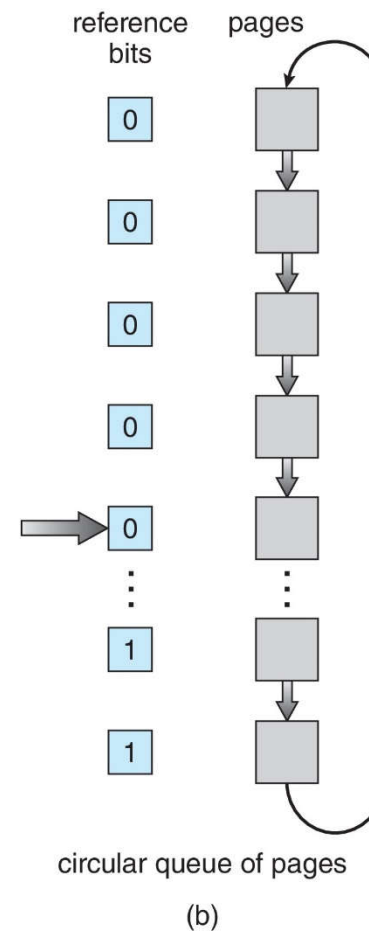 reference pages
bits
0
0
0
0
0
1
1
circular queue of pages
(b)